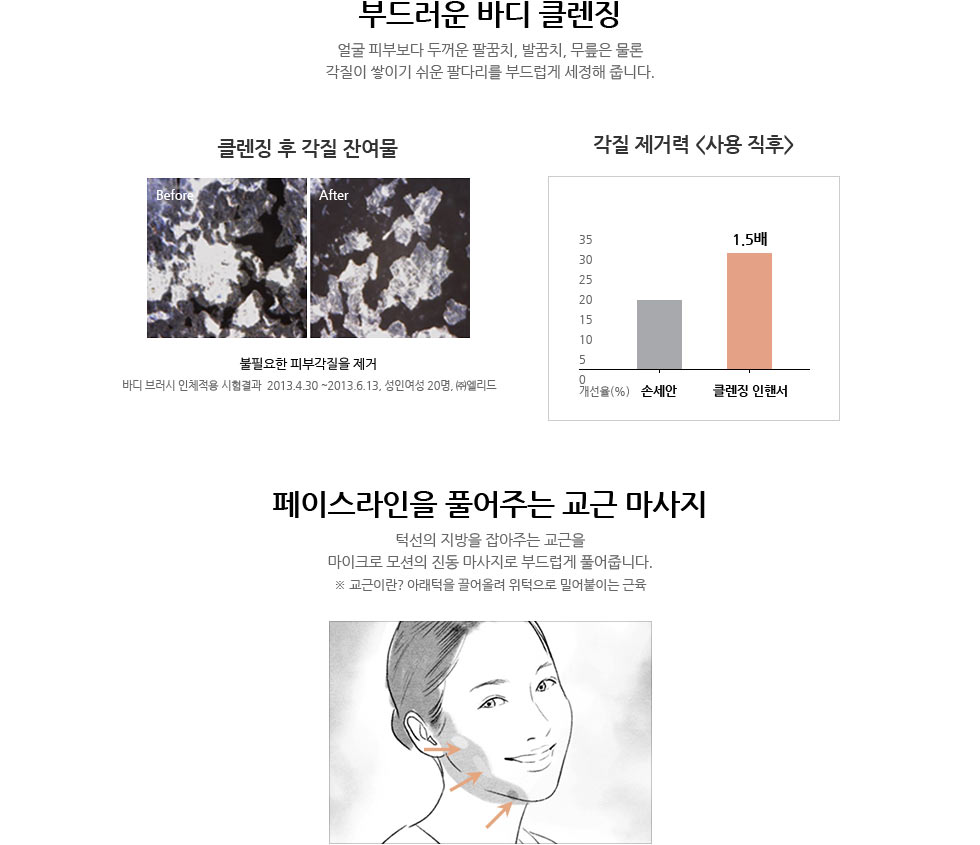 부드러운 바디 클렌징
얼굴 피부보다 두꺼운 팔꿈치, 발꿈치, 무릎은 물론
각질이 쌓이기 쉬운 팔다리를 부드럽게 세정해 줍니다.
클렌징 후 각질 잔여물
Before
After
불필요한 피부각질을 제거
바디 브러시 인체적용 시험결과 2013.4.30 ~2013.6.13, 성인여성 20명, ㈜엘리드
각질 제거력 <사용 직후>
35
30
25
20
15
10
5
0
1.5배
개선율(%)
손세안
클렌징 인핸서
페이스라인을 풀어주는 교근 마사지
턱선의 지방을 잡아주는 교근을
마이크로 모션의 진동 마사지로 부드럽게 풀어줍니다.
※ 교근이란? 아래턱을 끌어올려 위턱으로 밀어붙이는 근육